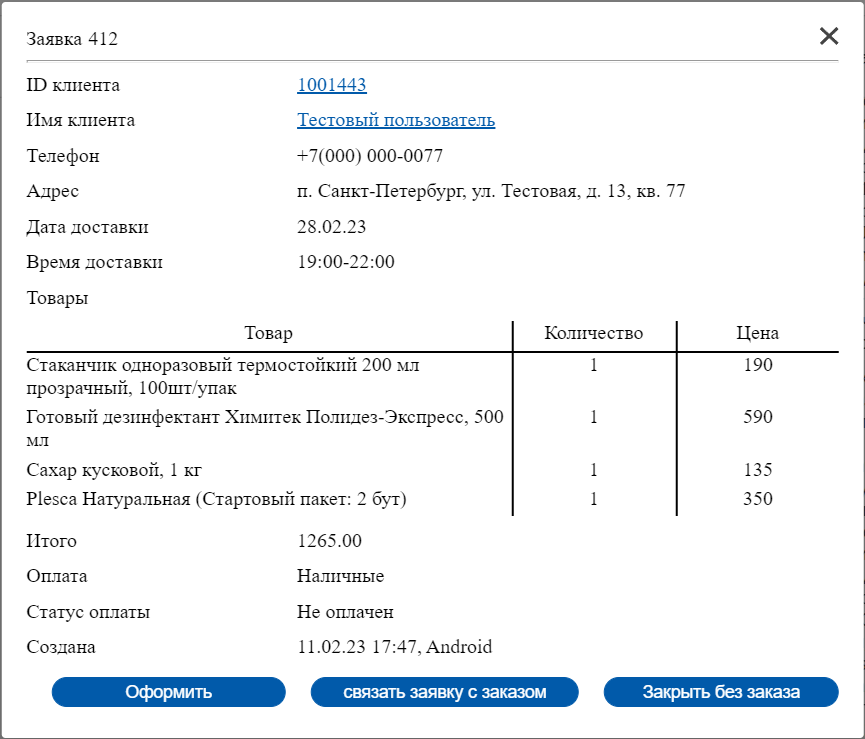 Заявка 412
ID клиента 1001443
Имя клиента Тестовый пользователь
Телефон +7(000) 000-0077
Адрес п. Санкт-Петербург, ул. Тестовая, д. 13, кв. 77
Дата доставки 28.02.23
Время доставки 19:00-22:00
Товары
Товар Количество Цена
Стаканчик одноразовый термостойкий 200 мл 1 190
прозрачный, 100шт/упак
Готовый дезинфектант Химитек Полидез-Экспресс, 500 1 590
мл
Сахар кусковой, 1 кг 1 135
Plesca Натуральная (Стартовый пакет: 2 бут) 1 350
Итого 1265.00
Оплата Наличные
Статус оплаты Не оплачен
Создана 11.02.23 17:47, Android
Оформить связать заявку с заказом Закрыть без заказа